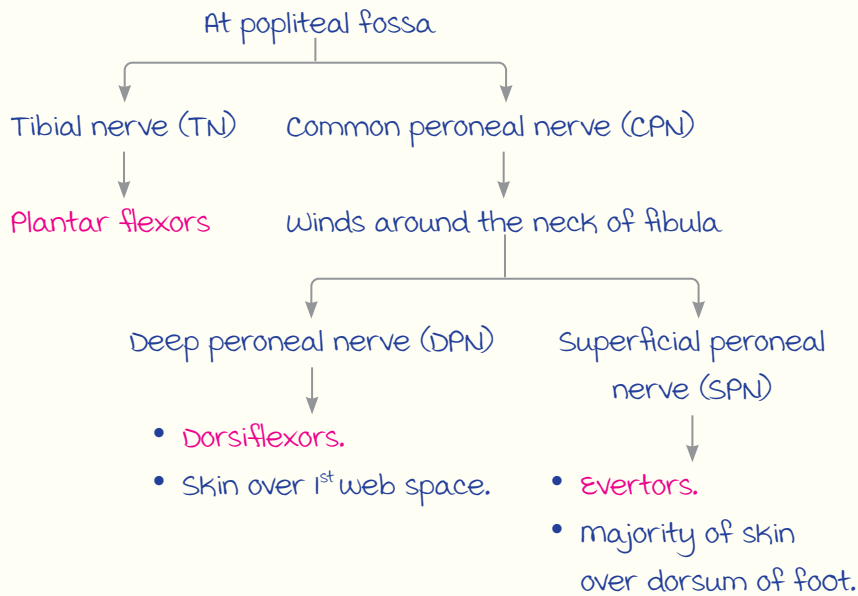 At popliteal fossa
Tibial nerve (TN)
Common peroneal nerve (CPN)
Plantar flexors
Winds around the neck of fibula
Deep peroneal nerve (DPN)
Superficial peroneal
nerve (SPN)
• Dorsiflexors.
• Skin over 1st web space.
• Evertors.
• majority of skin
over dorsum of foot.